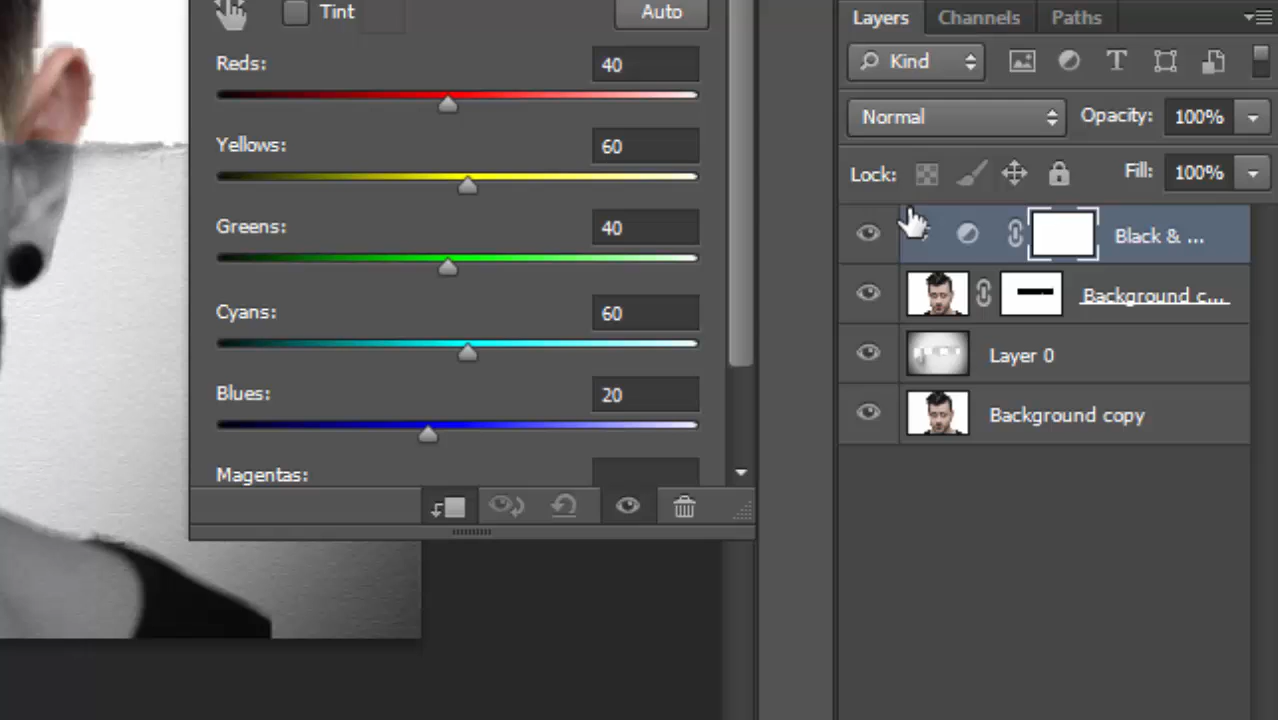 Tint
Auto
Reds:
40
Yellows:
60
Greens:
40
Cyans:
60
Blues:
20
Magentas:
Layers
Channels
Paths
Kind
Normal
Opacity:
100%
Lock:
Fill:
100%
Black & ...
Background c...
Layer 0
Background copy